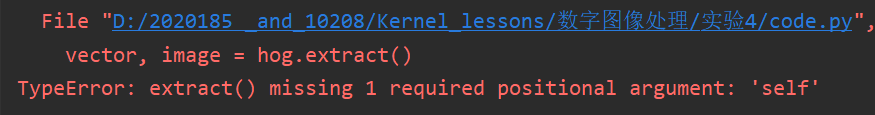 File "D:/2020185 _and_10208/Kernel_lessons/数字图像处理/实验4/code.py",
vector, image = hog.extract()
TypeError: extract() missing 1 required positional argument: 'self'